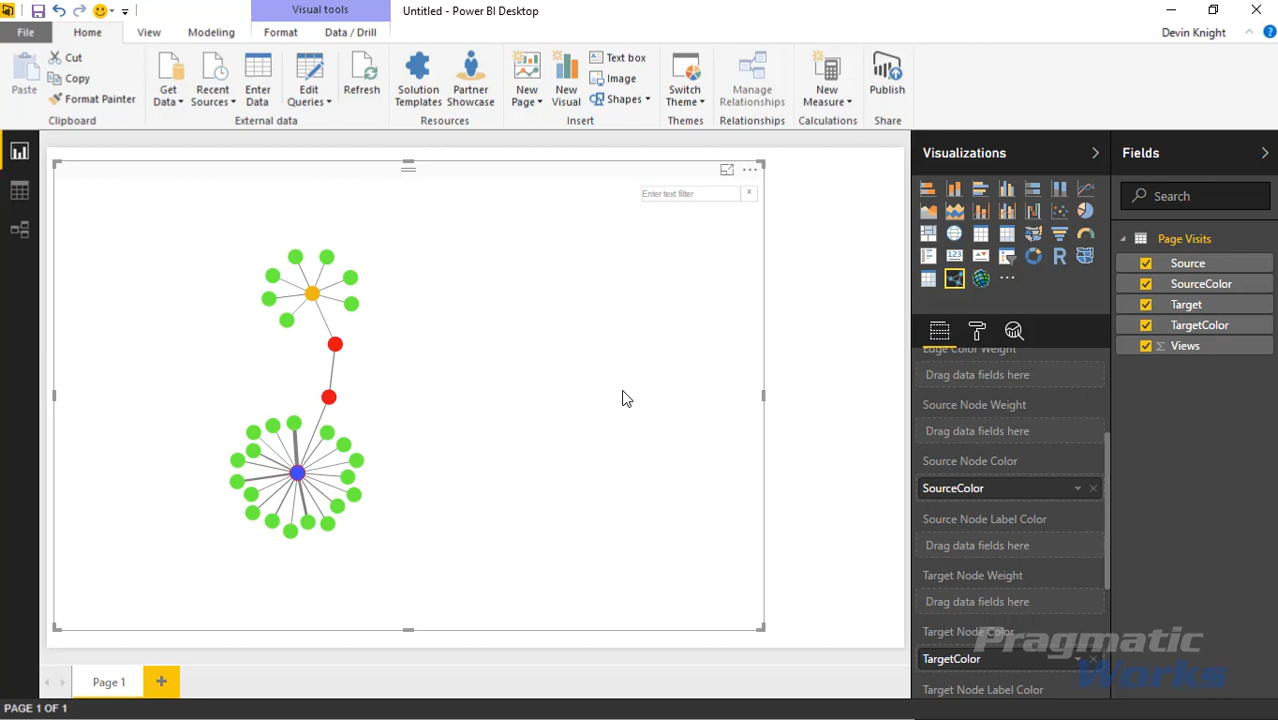 Visual tools
Untitled - Power BI Desktop
File
Home
View
Modeling
Format
Data / Drill
Devin Knight
Paste
Cut
Copy
Format Painter
Clipboard
Get Data
Recent Sources
Enter Data
Edit Queries
Refresh
External data
Solution Templates
Partner Showcase
Resources
New Page
New Visual
Text box
Image
Shapes
Insert
Switch Theme
Themes
Manage Relationships
Relationships
New Measure
Calculations
Publish
Share
Enter text filter
x
Visualizations
R
123
Edge Color Weight
Drag data fields here
Source Node Weight
Drag data fields here
Source Node Color
SourceColor
Source Node Label Color
Drag data fields here
Target Node Weight
Drag data fields here
Target Node Color
TargetColor
Target Node Label Color
Fields
Search
Page Visits
Source
SourceColor
Target
TargetColor
Σ Views
Pragmatic
Works
Page 1
PAGE 1 OF 1